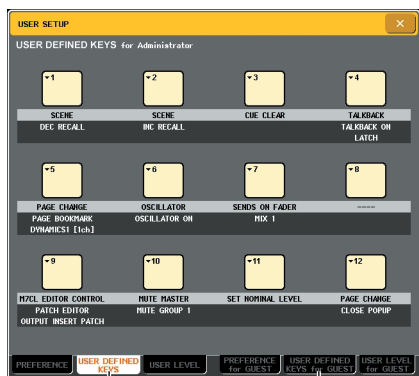 USER SETUP
×
USER DEFINED KEYS for Administrator
▾1 ▾2 ▾3 ▾4
SCENE SCENE CUE CLEAR TALKBACK
DEC RECALL INC RECALL TALKBACK ON
LATCH
▾5 ▾6 ▾7 ▾8
PAGE CHANGE OSCILLATOR SENDS ON FADER ----
PAGE BOOKMARK OSCILLATOR ON MIX 1
DYNAMICS1 [1ch]
▾9 ▾10 ▾11 ▾12
M7CL EDITOR CONTROL MUTE MASTER SET NOMINAL LEVEL PAGE CHANGE
PATCH EDITOR MUTE GROUP 1 CLOSE POPUP
OUTPUT INSERT PATCH
PREFERENCE USER DEFINED USER LEVEL PREFERENCE USER DEFINED USER LEVEL
KEYS for GUEST KEYS for GUEST for GUEST